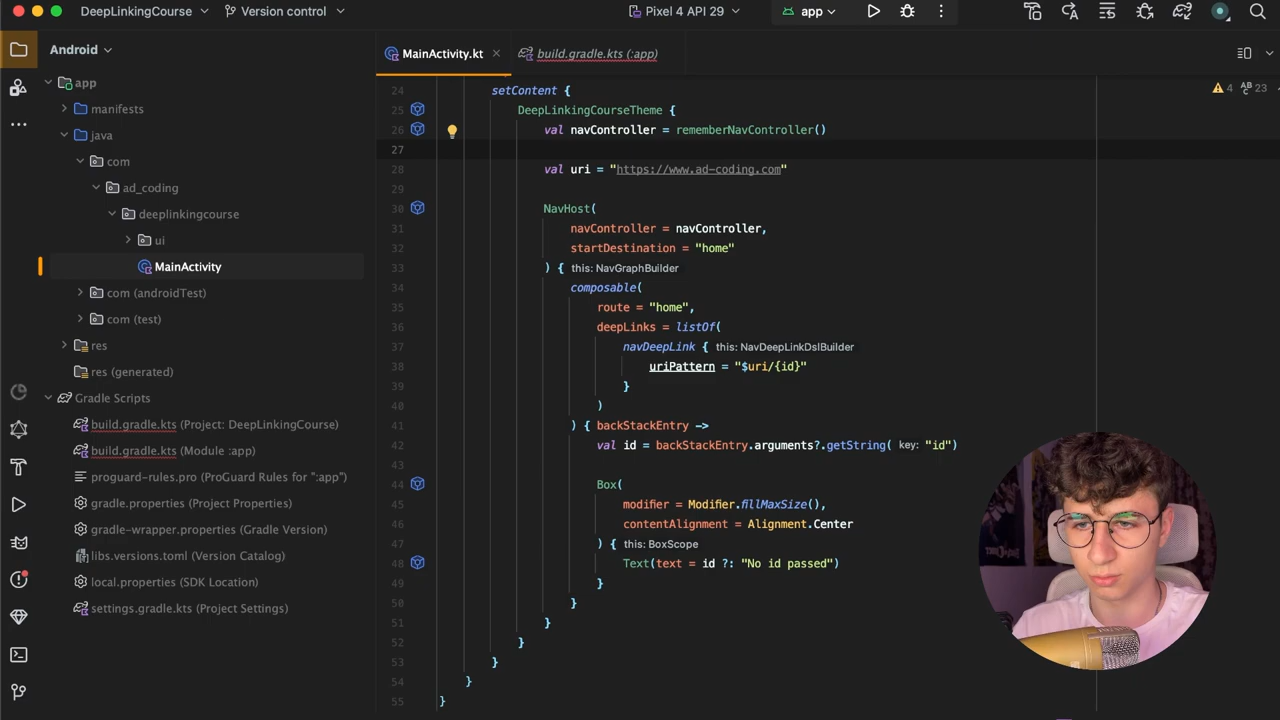 DeepLinkingCourse
Version control
Pixel 4 API 29
app
Android
MainActivity.kt
build.gradle.kts (:app)
app
manifests
java
com
ad_coding
deeplinkingcourse
ui
MainActivity
com (androidTest)
com (test)
res
res (generated)
Gradle Scripts
build.gradle.kts (Project: DeepLinkingCourse)
build.gradle.kts (Module :app)
proguard-rules.pro (ProGuard Rules for ":app")
gradle.properties (Project Properties)
gradle-wrapper.properties (Gradle Version)
libs.versions.toml (Version Catalog)
local.properties (SDK Location)
settings.gradle.kts (Project Settings)
4 23
24 setContent {
25 DeepLinkingCourseTheme {
26 val navController = rememberNavController()
27
28 val uri = "https://www.ad-coding.com"
29
30 NavHost(
31 navController = navController,
32 startDestination = "home"
33 ) { this: NavGraphBuilder
34 composable(
35 route = "home",
36 deepLinks = listOf(
37 navDeepLink { this: NavDeepLinkDslBuilder
38 uriPattern = "$uri/{id}"
39 }
40 )
41 ) { backStackEntry ->
42 val id = backStackEntry.arguments?.getString( key: "id")
43
44 Box(
45 modifier = Modifier.fillMaxSize(),
46 contentAlignment = Alignment.Center
47 ) { this: BoxScope
48 Text(text = id ?: "No id passed")
49 }
50 }
51 }
52 }
53 }
54 }
55 }